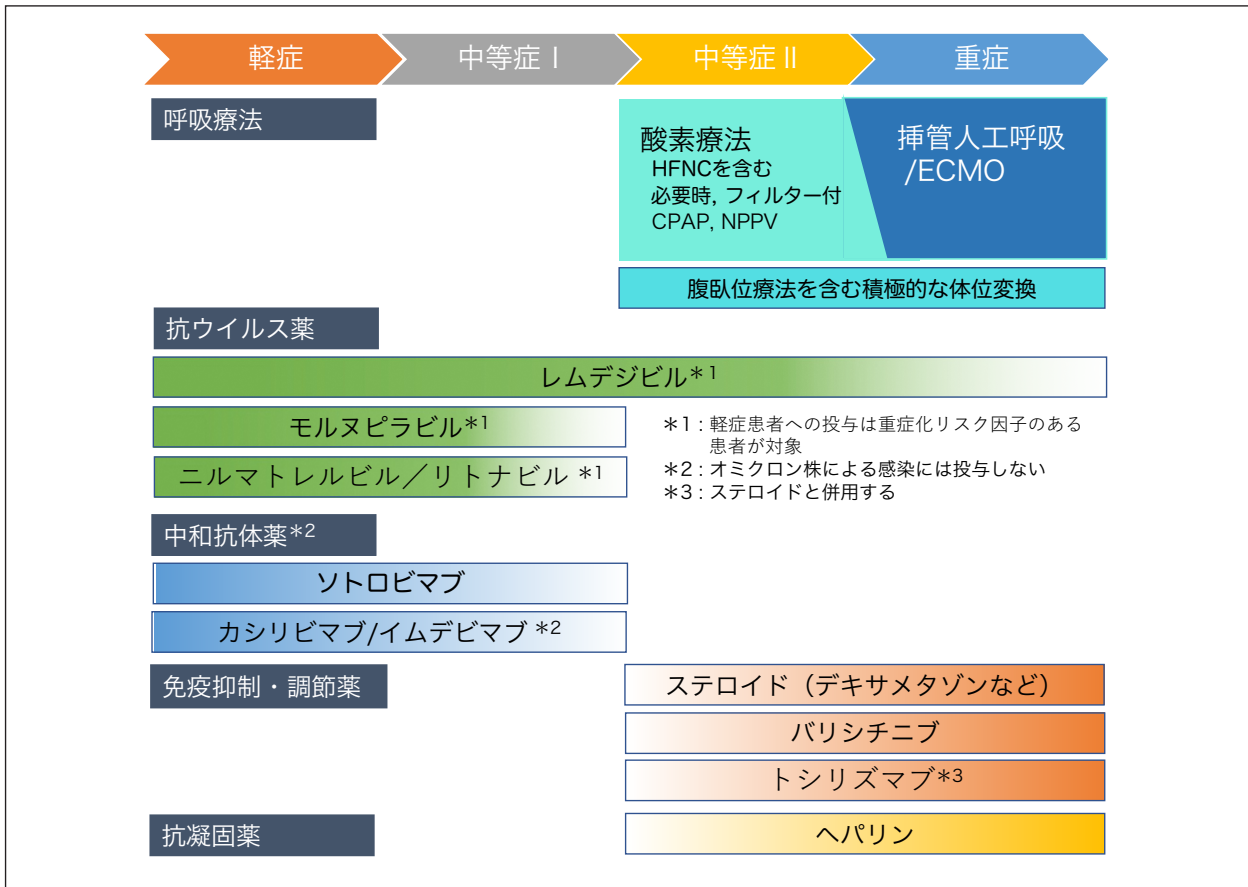 軽症
中等症Ⅰ
中等症Ⅱ
重症
呼吸療法
酸素療法
HFNCを含む
必要時, フィルター付
CPAP, NPPV
挿管人工呼吸
/ECMO
腹臥位療法を含む積極的な体位変換
抗ウイルス薬
レムデジビル*1
モルヌピラビル*1
ニルマトレルビル／リトナビル *1
*1 : 軽症患者への投与は重症化リスク因子のある
患者が対象
*2 : オミクロン株による感染には投与しない
*3 : ステロイドと併用する
中和抗体薬*2
ソトロビマブ
カシリビマブ/イムデビマブ *2
免疫抑制・調節薬
ステロイド（デキサメタゾンなど）
バリシチニブ
トシリズマブ*3
抗凝固薬
ヘパリン